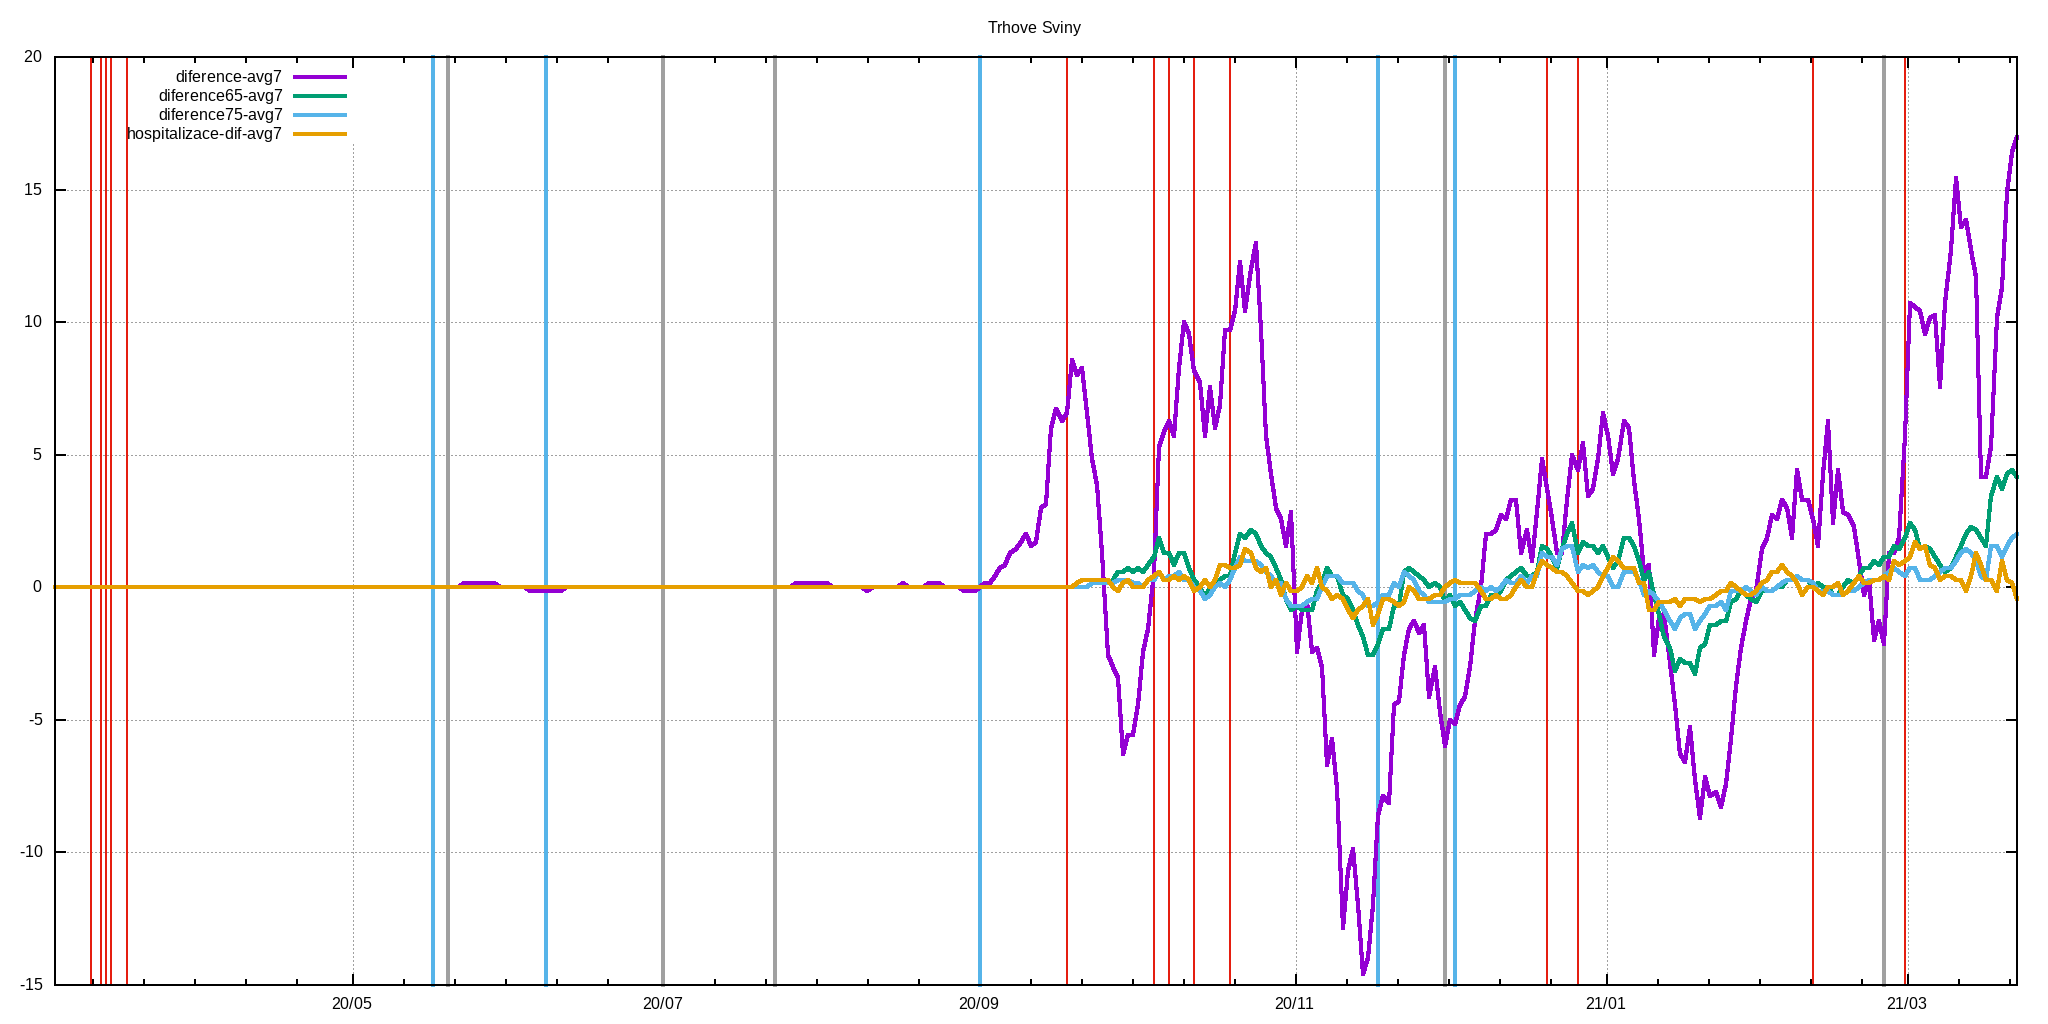 Trhove Sviny
20
15
10
5
0
-5
-10
-15
diference-avg7
diference65-avg7
diference75-avg7
hospitalizace-dif-avg7
20/05
20/07
20/09
20/11
21/01
21/03